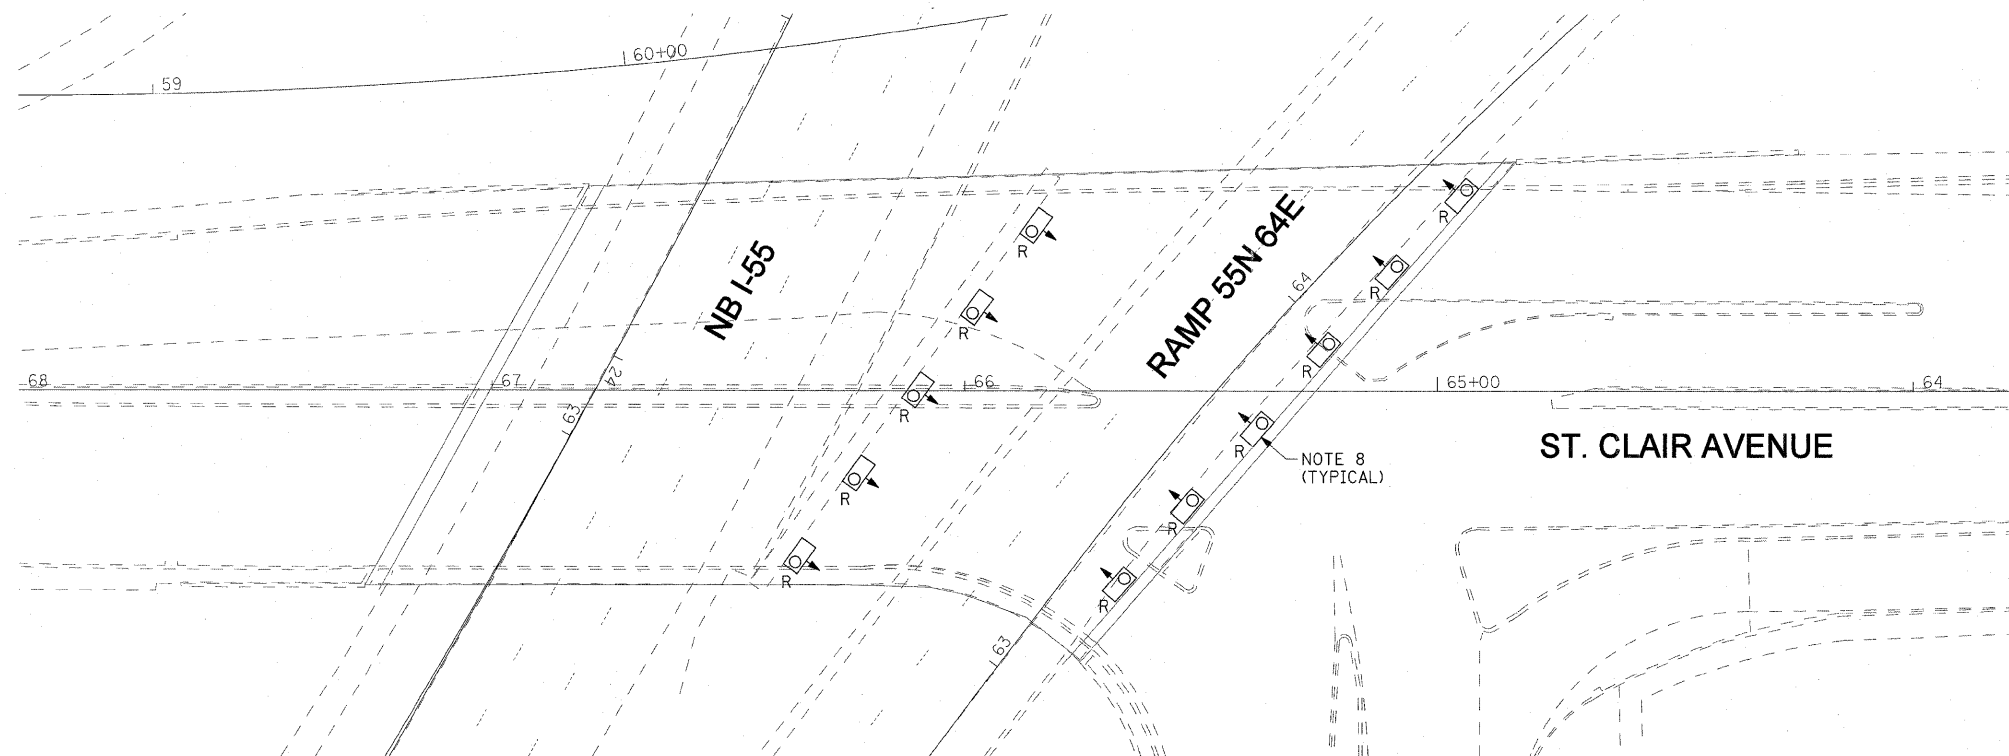 60+00
59
R
R
NB I-55
RAMP 55N 64E
64
R
R
R
68
67
24
66
65+00
64
R
63
R
NOTE 8
(TYPICAL)
ST. CLAIR AVENUE
R
R
R
R
63